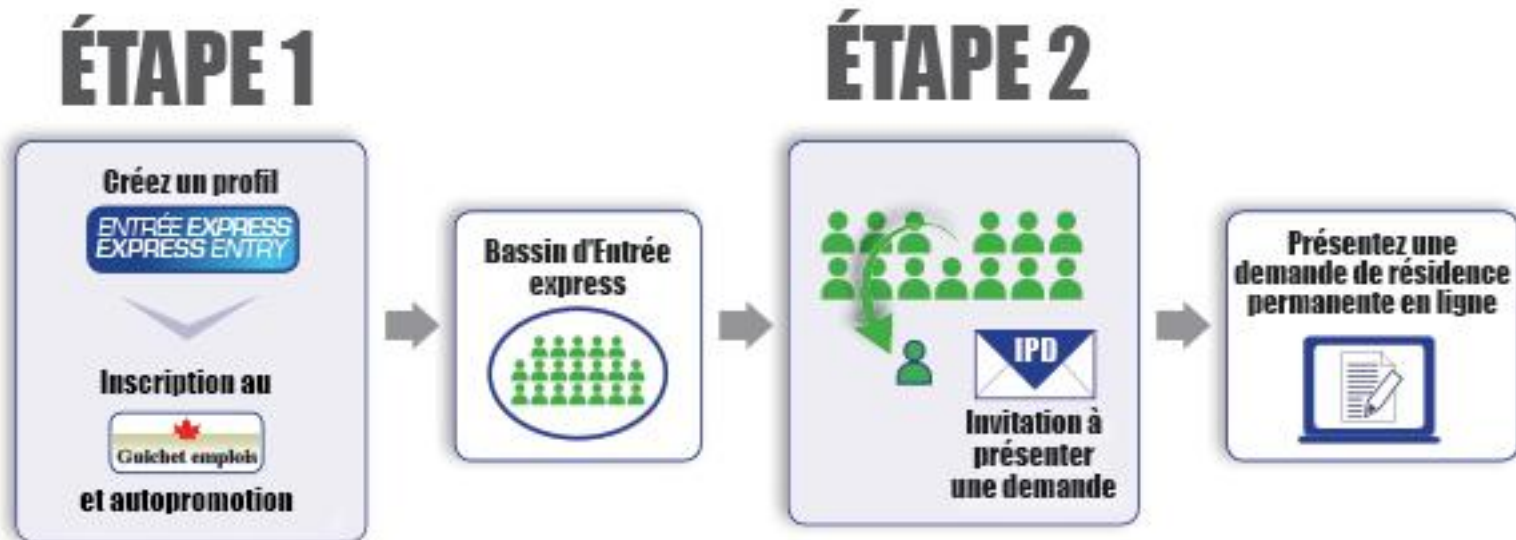 ÉTAPE 1
Créez un profil
ENTRÉE EXPRESS
EXPRESS ENTRY
Inscription au
Guichet emplois
et autopromotion
Bassin d'Entrée
express
ÉTAPE 2
IPD
Invitation à
présenter
une demande
Présentez une
demande de résidence
permanente en ligne